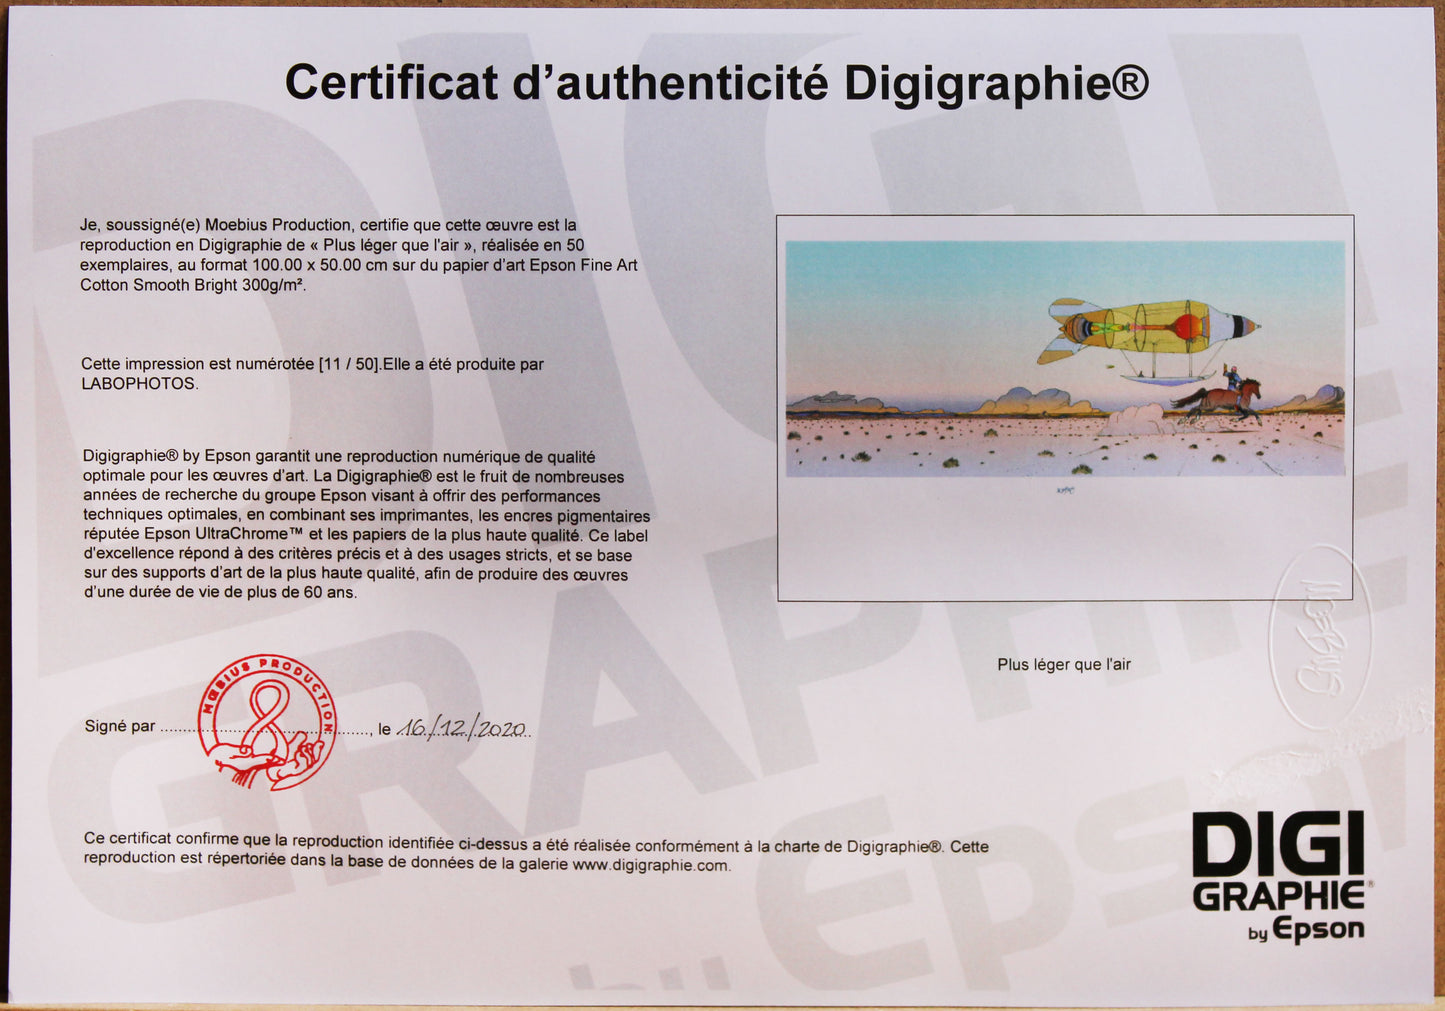 Certificat d'authenticité Digigraphie®
Je, soussigné(e) Moebius Production, certifie que cette œuvre est la
reproduction en Digigraphie de « Plus léger que l'air », réalisée en 50
exemplaires, au format 100.00 x 50.00 cm sur du papier d'art Epson Fine Art
Cotton Smooth Bright 300g/m².
Cette impression est numérotée [11 / 50].Elle a été produite par
LABOPHOTOS.
Digigraphie® by Epson garantit une reproduction numérique de qualité
optimale pour les œuvres d'art. La Digigraphie® est le fruit de nombreuses
années de recherche du groupe Epson visant à offrir des performances
techniques optimales, en combinant ses imprimantes, les encres pigmentaires
réputée Epson UltraChrome™ et les papiers de la plus haute qualité. Ce label
d'excellence répond à des critères précis et à des usages stricts, et se base
sur des supports d'art de la plus haute qualité, afin de produire des œuvres
d'une durée de vie de plus de 60 ans.
Plus léger que l'air
MŒBIUS PRODUCTION
Signé par ........................................, le 16/12/2020
Ce certificat confirme que la reproduction identifiée ci-dessus a été réalisée conformément à la charte de Digigraphie®. Cette
reproduction est répertoriée dans la base de données de la galerie www.digigraphie.com.
DIGI
GRAPHIE®
by Epson
DIGI
GRAPHIE
by Epson